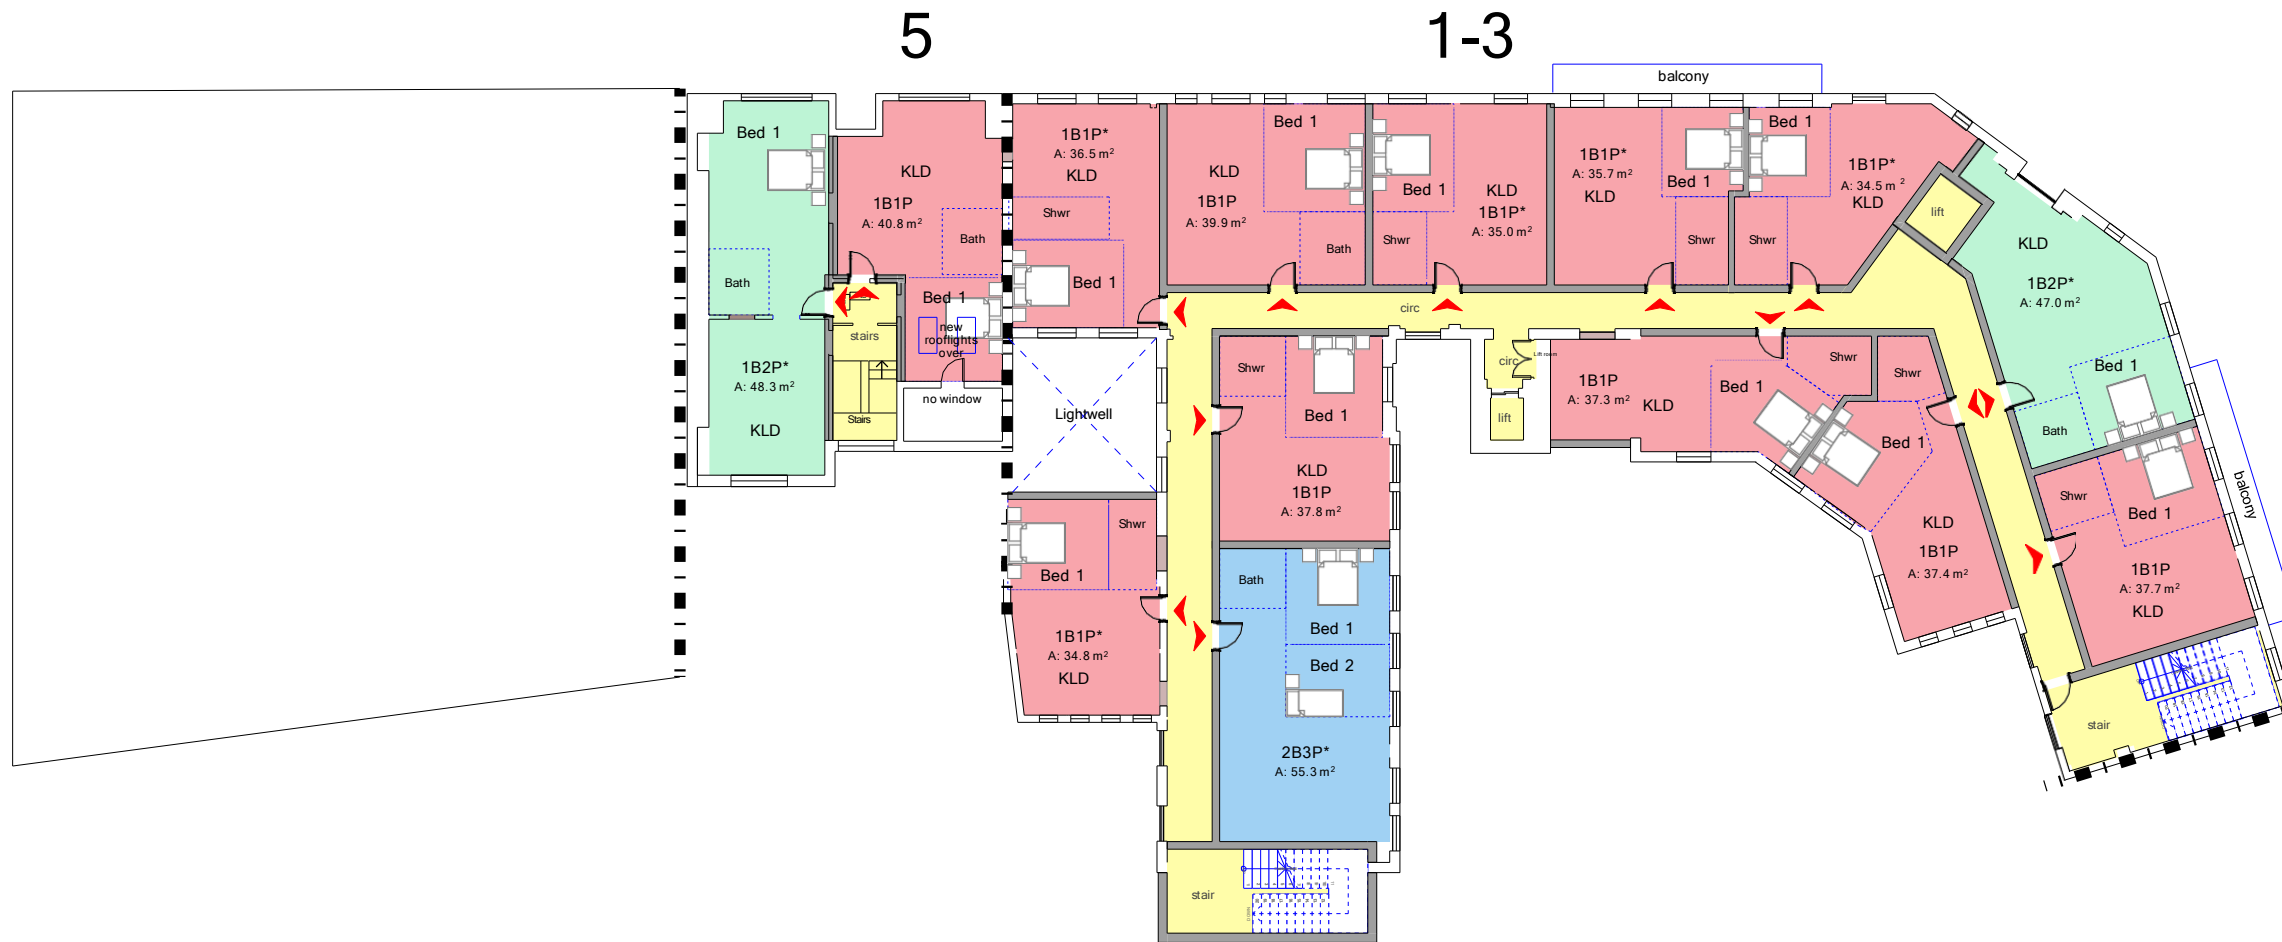 5
1-3
balcony
Bed 1
KLD
1B1P
A: 40.8 m²
Bath
Bed 1
new
rooflights
over
no window
Bath
1B2P*
A: 48.3 m²
KLD
stairs
Stairs
1B1P*
A: 36.5 m²
KLD
Shwr
Bed 1
Lightwell
Bed 1
KLD
1B1P
A: 39.9 m²
Bath
Bed 1
KLD
1B1P*
A: 35.0 m²
Shwr
1B1P*
A: 35.7 m²
KLD
Bed 1
Shwr
Bed 1
1B1P*
A: 34.5 m²
KLD
Shwr
lift
KLD
1B2P*
A: 47.0 m²
Bed 1
Bath
circ
circ
Lift room
lift
Shwr
Bed 1
KLD
1B1P
A: 37.8 m²
1B1P
A: 37.3 m²
KLD
Bed 1
Shwr
Shwr
Bed 1
KLD
1B1P
A: 37.4 m²
Shwr
Bed 1
1B1P
A: 37.7 m²
KLD
balcony
Shwr
Bed 1
1B1P*
A: 34.8 m²
KLD
Bath
Bed 1
Bed 2
2B3P*
A: 55.3 m²
stair
stair